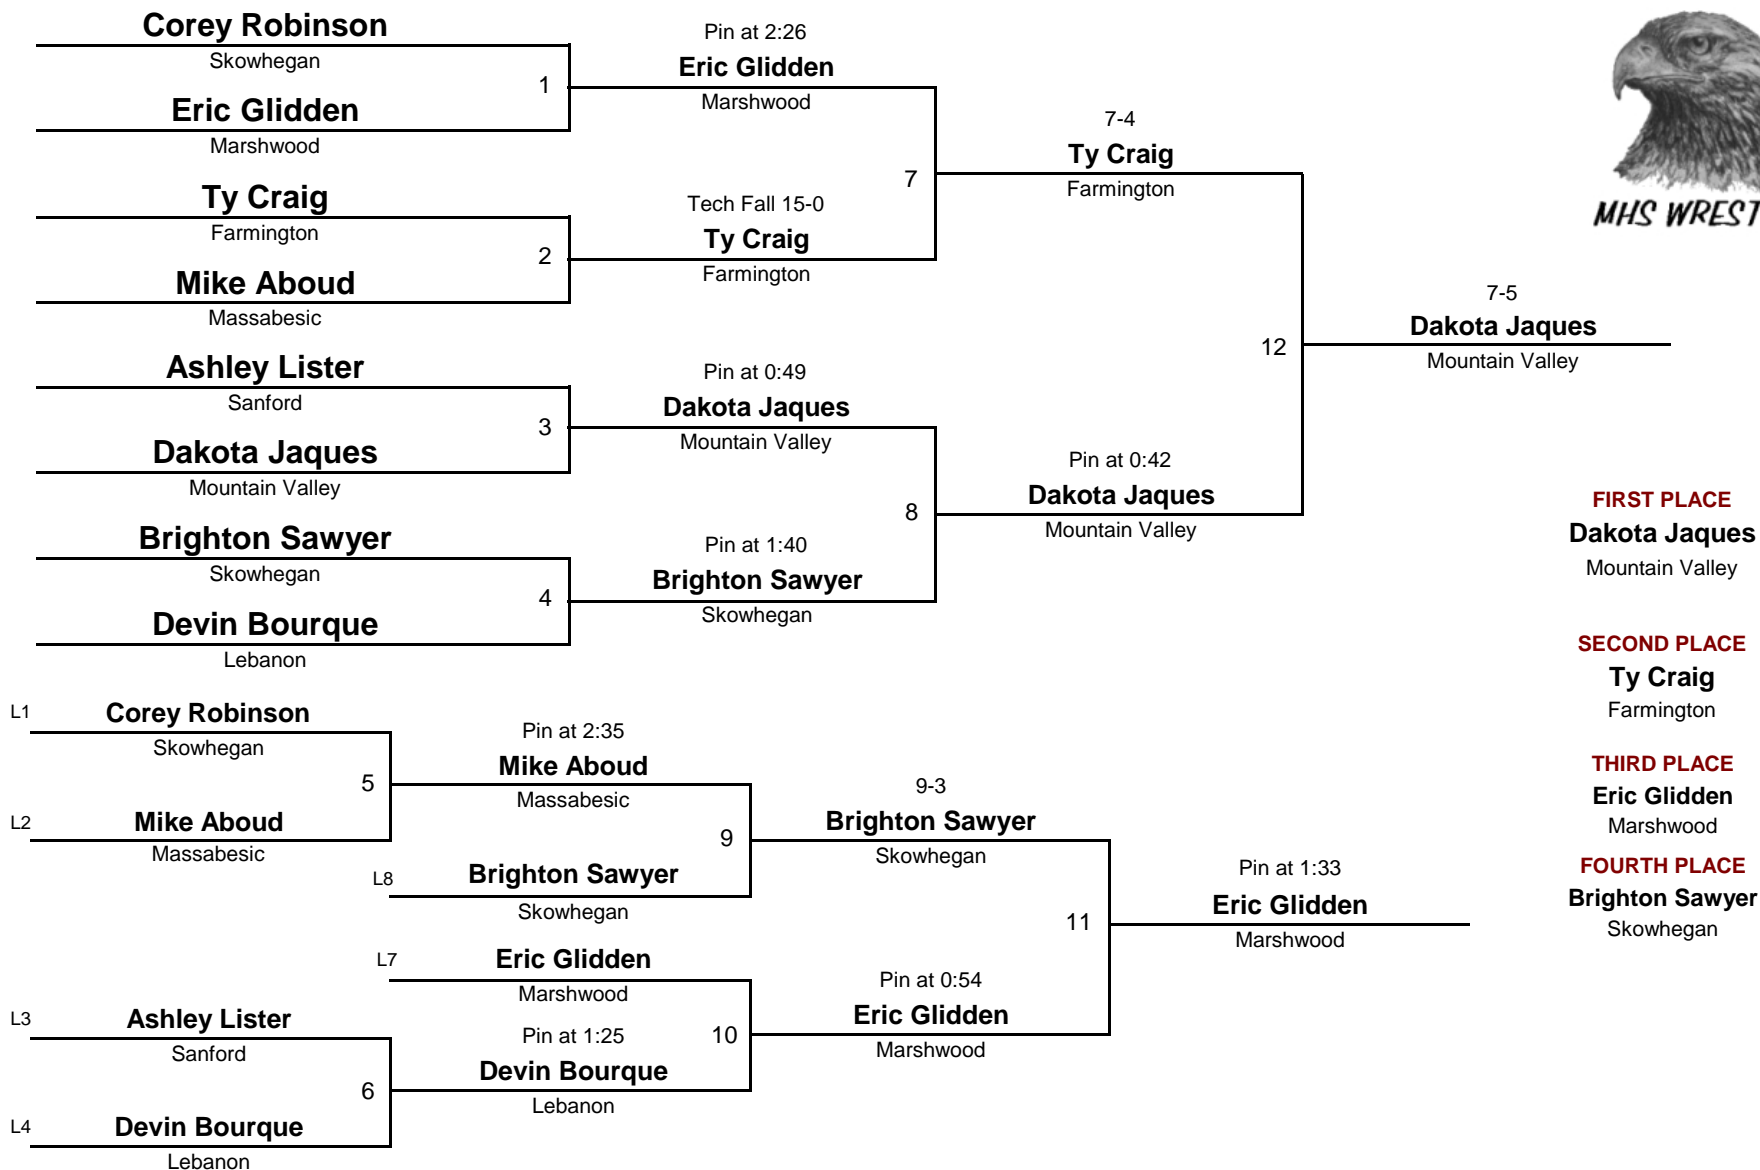 Corey Robinson
Skowhegan
1
Eric Glidden
Marshwood
Ty Craig
Farmington
2
Mike Aboud
Massabesic
Ashley Lister
Sanford
3
Dakota Jaques
Mountain Valley
Brighton Sawyer
Skowhegan
4
Devin Bourque
Lebanon
Pin at 2:26
Eric Glidden
Marshwood
7
Tech Fall 15-0
Ty Craig
Farmington
Pin at 0:49
Dakota Jaques
Mountain Valley
8
Pin at 1:40
Brighton Sawyer
Skowhegan
7-4
Ty Craig
Farmington
12
Pin at 0:42
Dakota Jaques
Mountain Valley
7-5
Dakota Jaques
Mountain Valley
MHS WREST
FIRST PLACE
Dakota Jaques
Mountain Valley
SECOND PLACE
Ty Craig
Farmington
THIRD PLACE
Eric Glidden
Marshwood
FOURTH PLACE
Brighton Sawyer
Skowhegan
L1
Corey Robinson
Skowhegan
5
L2
Mike Aboud
Massabesic
Pin at 2:35
Mike Aboud
Massabesic
9
L8
Brighton Sawyer
Skowhegan
L7
Eric Glidden
Marshwood
10
L3
Ashley Lister
Sanford
6
L4
Devin Bourque
Lebanon
Pin at 1:25
Devin Bourque
Lebanon
9-3
Brighton Sawyer
Skowhegan
11
Pin at 0:54
Eric Glidden
Marshwood
Pin at 1:33
Eric Glidden
Marshwood